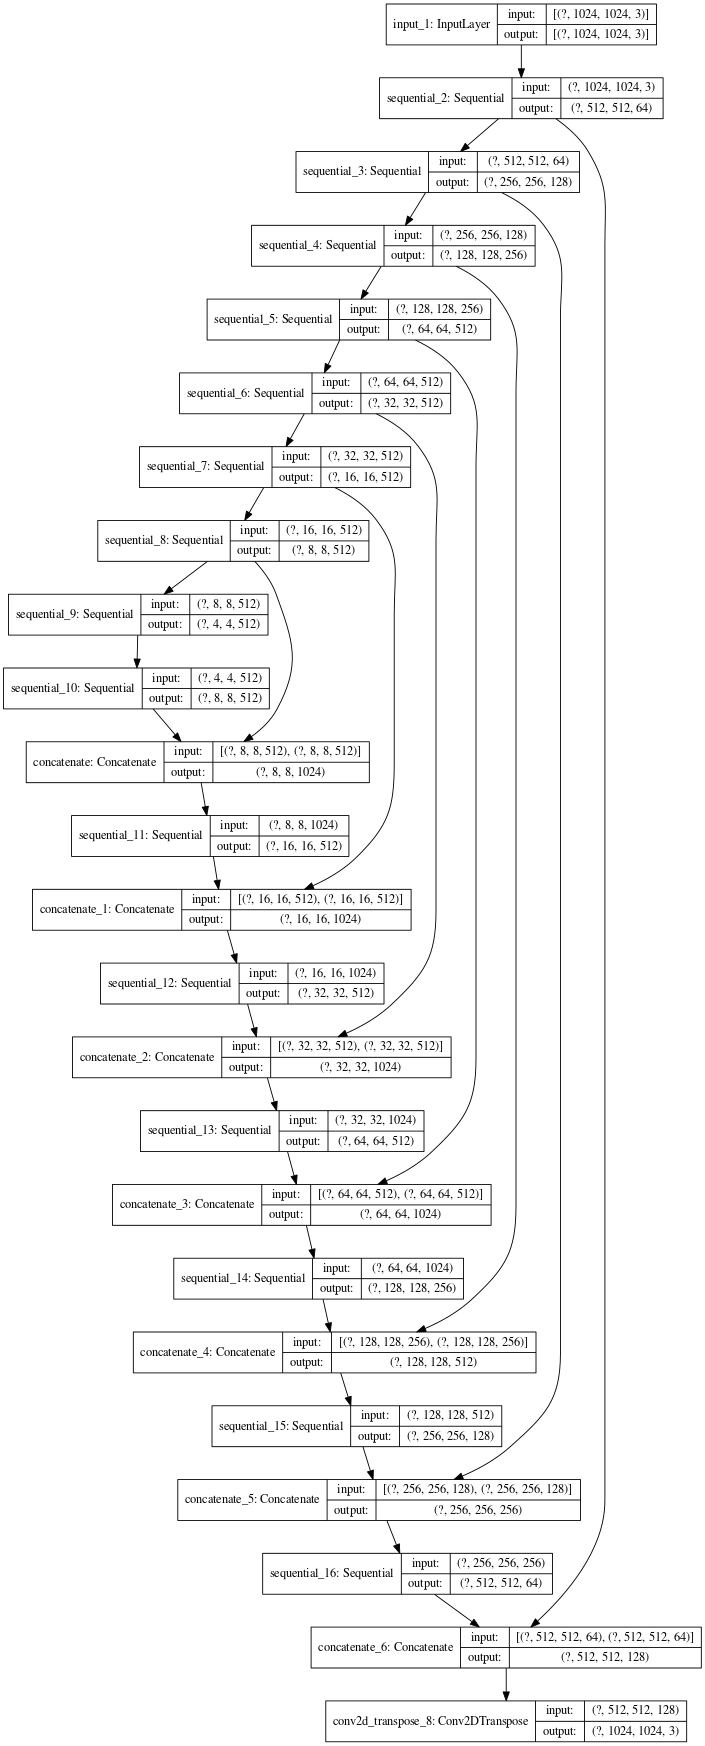 input_1: InputLayer
input: [(?, 1024, 1024, 3)]
output: [(?, 1024, 1024, 3)]
sequential_2: Sequential
input: (?, 1024, 1024, 3)
output: (?, 512, 512, 64)
sequential_3: Sequential
input: (?, 512, 512, 64)
output: (?, 256, 256, 128)
sequential_4: Sequential
input: (?, 256, 256, 128)
output: (?, 128, 128, 256)
sequential_5: Sequential
input: (?, 128, 128, 256)
output: (?, 64, 64, 512)
sequential_6: Sequential
input: (?, 64, 64, 512)
output: (?, 32, 32, 512)
sequential_7: Sequential
input: (?, 32, 32, 512)
output: (?, 16, 16, 512)
sequential_8: Sequential
input: (?, 16, 16, 512)
output: (?, 8, 8, 512)
sequential_9: Sequential
input: (?, 8, 8, 512)
output: (?, 4, 4, 512)
sequential_10: Sequential
input: (?, 4, 4, 512)
output: (?, 8, 8, 512)
concatenate: Concatenate
input: [(?, 8, 8, 512), (?, 8, 8, 512)]
output: (?, 8, 8, 1024)
sequential_11: Sequential
input: (?, 8, 8, 1024)
output: (?, 16, 16, 512)
concatenate_1: Concatenate
input: [(?, 16, 16, 512), (?, 16, 16, 512)]
output: (?, 16, 16, 1024)
sequential_12: Sequential
input: (?, 16, 16, 1024)
output: (?, 32, 32, 512)
concatenate_2: Concatenate
input: [(?, 32, 32, 512), (?, 32, 32, 512)]
output: (?, 32, 32, 1024)
sequential_13: Sequential
input: (?, 32, 32, 1024)
output: (?, 64, 64, 512)
concatenate_3: Concatenate
input: [(?, 64, 64, 512), (?, 64, 64, 512)]
output: (?, 64, 64, 1024)
sequential_14: Sequential
input: (?, 64, 64, 1024)
output: (?, 128, 128, 256)
concatenate_4: Concatenate
input: [(?, 128, 128, 256), (?, 128, 128, 256)]
output: (?, 128, 128, 512)
sequential_15: Sequential
input: (?, 128, 128, 512)
output: (?, 256, 256, 128)
concatenate_5: Concatenate
input: [(?, 256, 256, 128), (?, 256, 256, 128)]
output: (?, 256, 256, 256)
sequential_16: Sequential
input: (?, 256, 256, 256)
output: (?, 512, 512, 64)
concatenate_6: Concatenate
input: [(?, 512, 512, 64), (?, 512, 512, 64)]
output: (?, 512, 512, 128)
conv2d_transpose_8: Conv2DTranspose
input: (?, 512, 512, 128)
output: (?, 1024, 1024, 3)